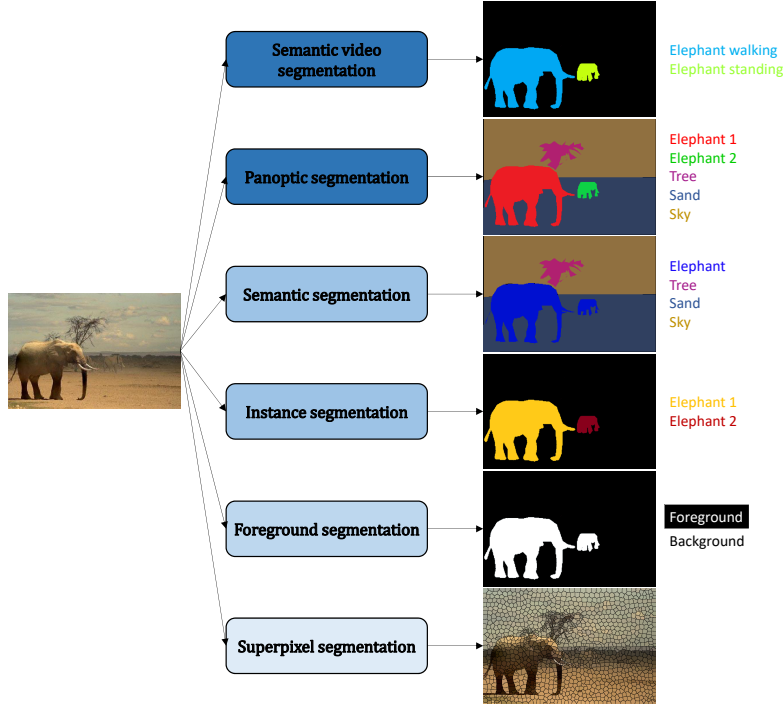 Semantic video
segmentation
Elephant walking
Elephant standing
Panoptic segmentation
Elephant 1
Elephant 2
Tree
Sand
Sky
Semantic segmentation
Elephant
Tree
Sand
Sky
Instance segmentation
Elephant 1
Elephant 2
Foreground segmentation
Foreground
Background
Superpixel segmentation